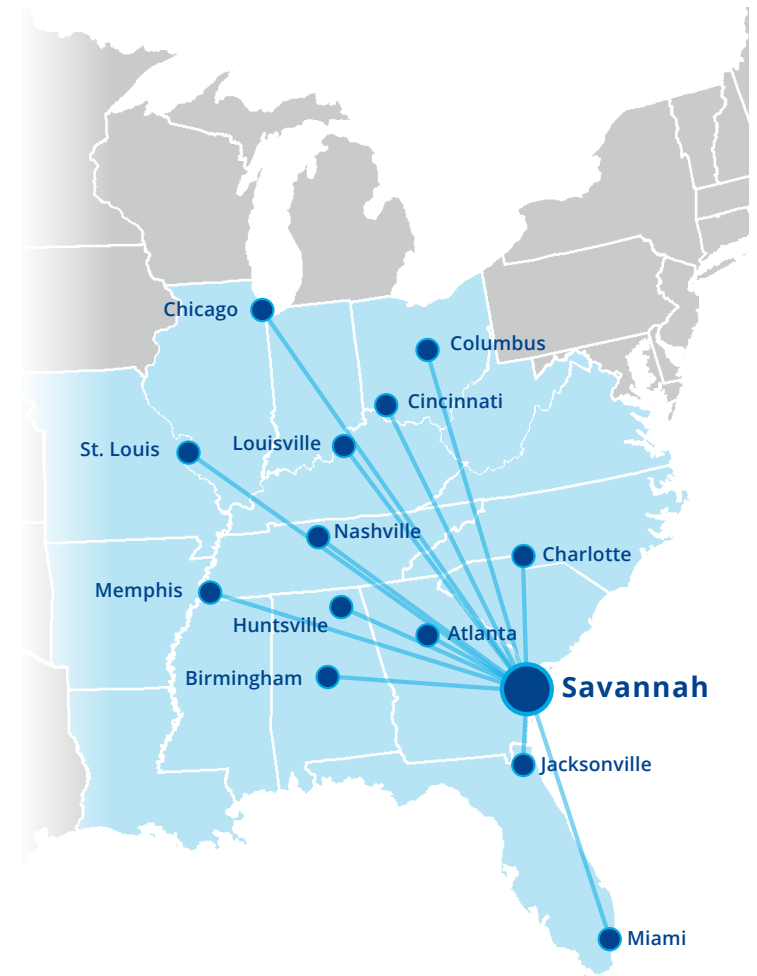 Chicago
Columbus
Cincinnati
Louisville
St. Louis
Nashville
Charlotte
Memphis
Huntsville
Atlanta
Birmingham
Savannah
Jacksonville
Miami